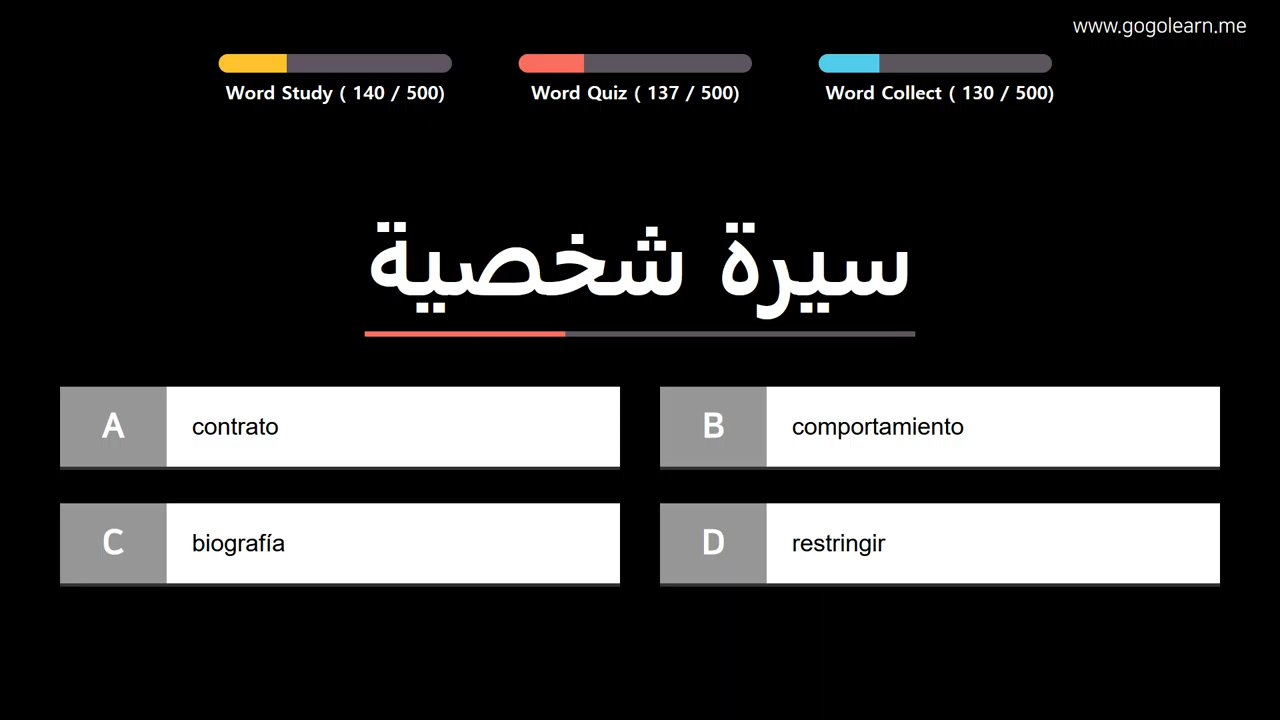 www.gogolearn.me
Word Study ( 140 / 500)
Word Quiz ( 137 / 500)
Word Collect ( 130 / 500)
سيرة شخصية
A contrato
B comportamiento
C biografía
D restringir